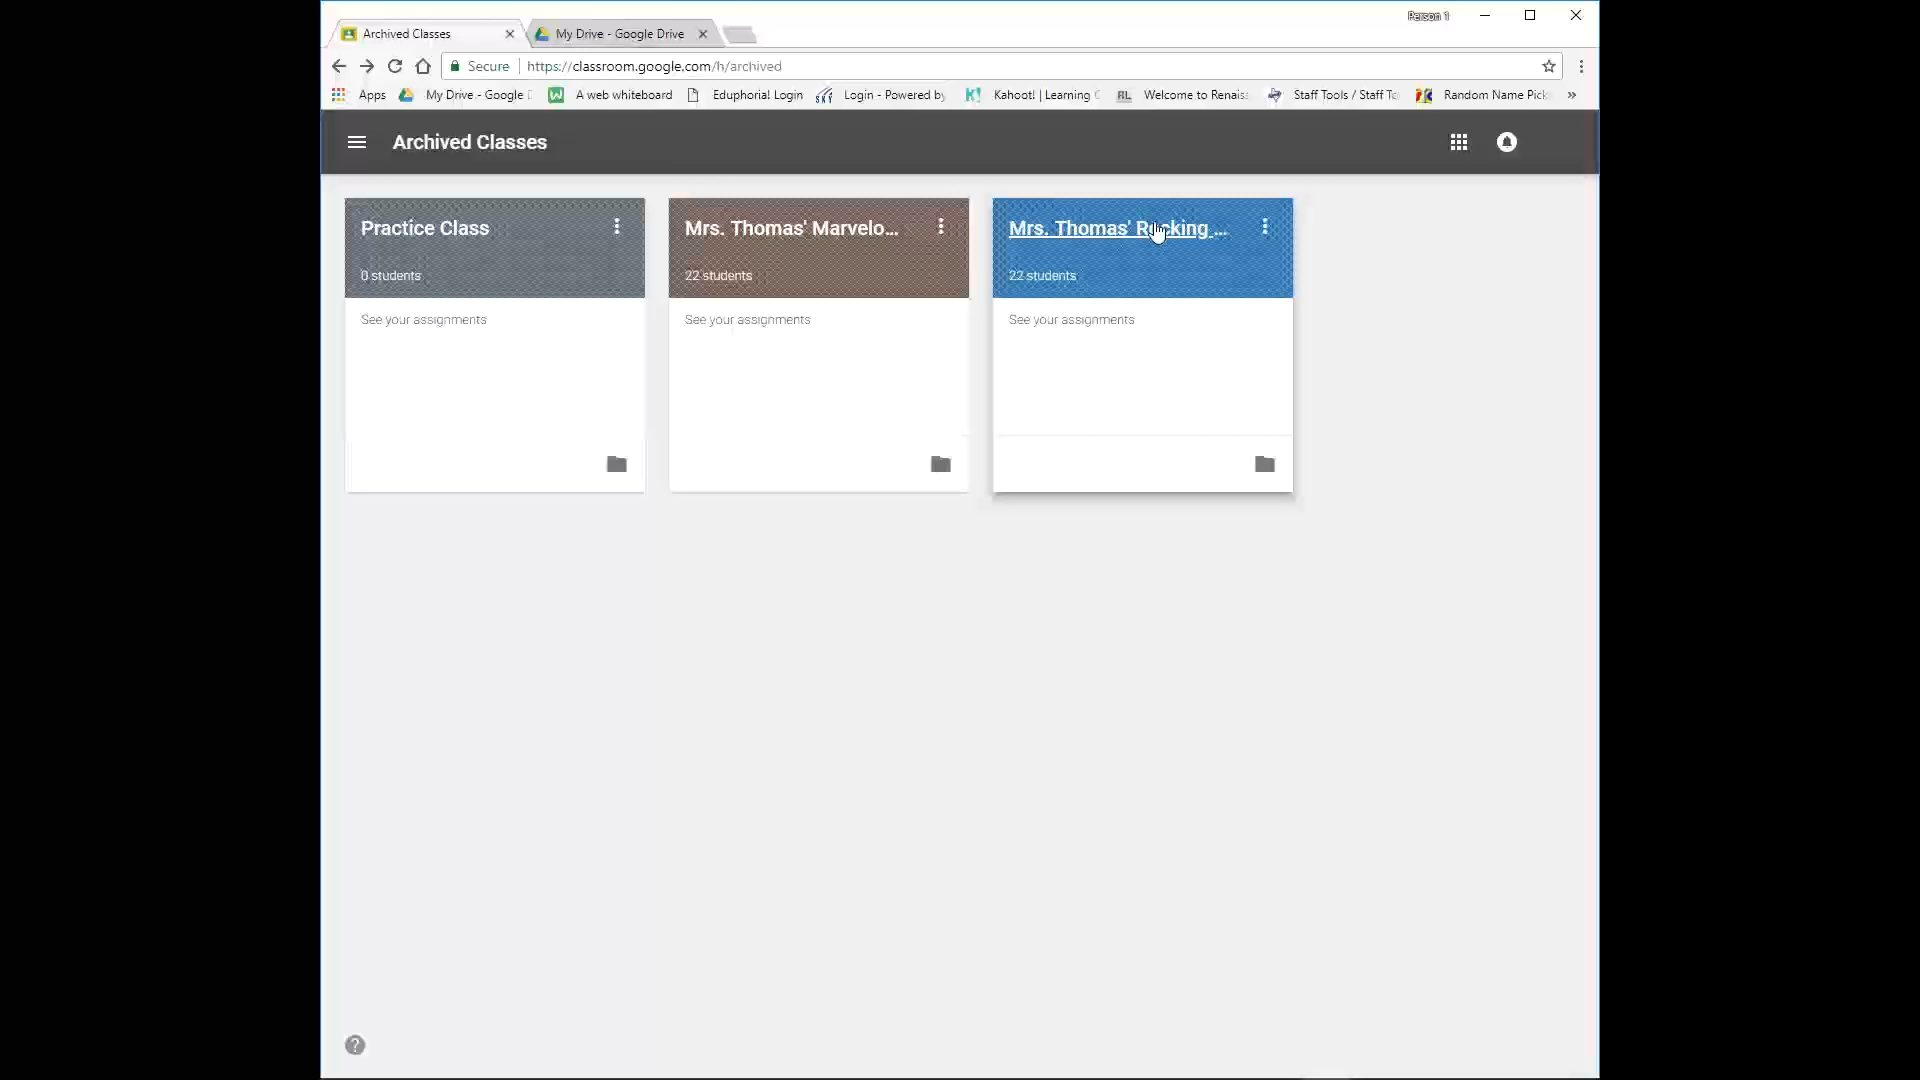 Person 1
Archived Classes
My Drive - Google Drive
Secure
https://classroom.google.com/h/archived
Apps
My Drive - Google
A web whiteboard
Eduphoria! Login
Login - Powered by
Kahoot! | Learning
RL
Welcome to Renais
Staff Tools / Staff To
Random Name Pick
Archived Classes
Practice Class
0 students
See your assignments
Mrs. Thomas' Marvelo...
22 students
See your assignments
Mrs. Thomas' Rocking ...
22 students
See your assignments